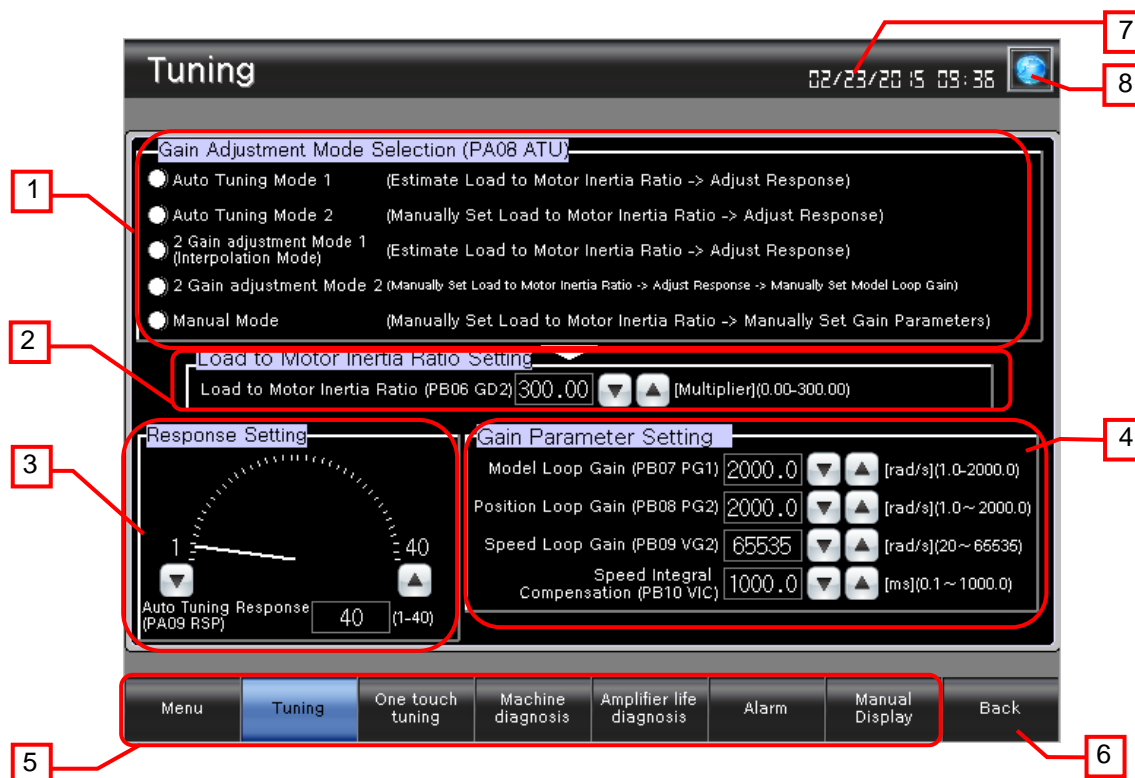 7
Tuning
02/23/2015 09:36
8
Gain Adjustment Mode Selection (PA08 ATU)
1
Auto Tuning Mode 1 (Estimate Load to Motor Inertia Ratio -> Adjust Response)
Auto Tuning Mode 2 (Manually Set Load to Motor Inertia Ratio -> Adjust Response)
2 Gain adjustment Mode 1
(Interpolation Mode)
(Estimate Load to Motor Inertia Ratio -> Adjust Response)
2 Gain adjustment Mode 2 (Manually Set Load to Motor Inertia Ratio -> Adjust Response -> Manually Set Model Loop Gain)
Manual Mode (Manually Set Load to Motor Inertia Ratio -> Manually Set Gain Parameters)
2
Load to Motor Inertia Ratio Setting
Load to Motor Inertia Ratio (PB06 GD2) 300.00 [Multiplier](0.00-300.00)
3
Response Setting
1
40
Auto Tuning Response
(PA09 RSP)
40
(1-40)
4
Gain Parameter Setting
Model Loop Gain (PB07 PG1) 2000.0 [rad/s](1.0-2000.0)
Position Loop Gain (PB08 PG2) 2000.0 [rad/s](1.0～2000.0)
Speed Loop Gain (PB09 VG2) 65535 [rad/s](20～65535)
Speed Integral
Compensation (PB10 VIC)
1000.0 [ms](0.1～1000.0)
Menu
Tuning
One touch
tuning
Machine
diagnosis
Amplifier life
diagnosis
Alarm
Manual
Display
Back
5
6